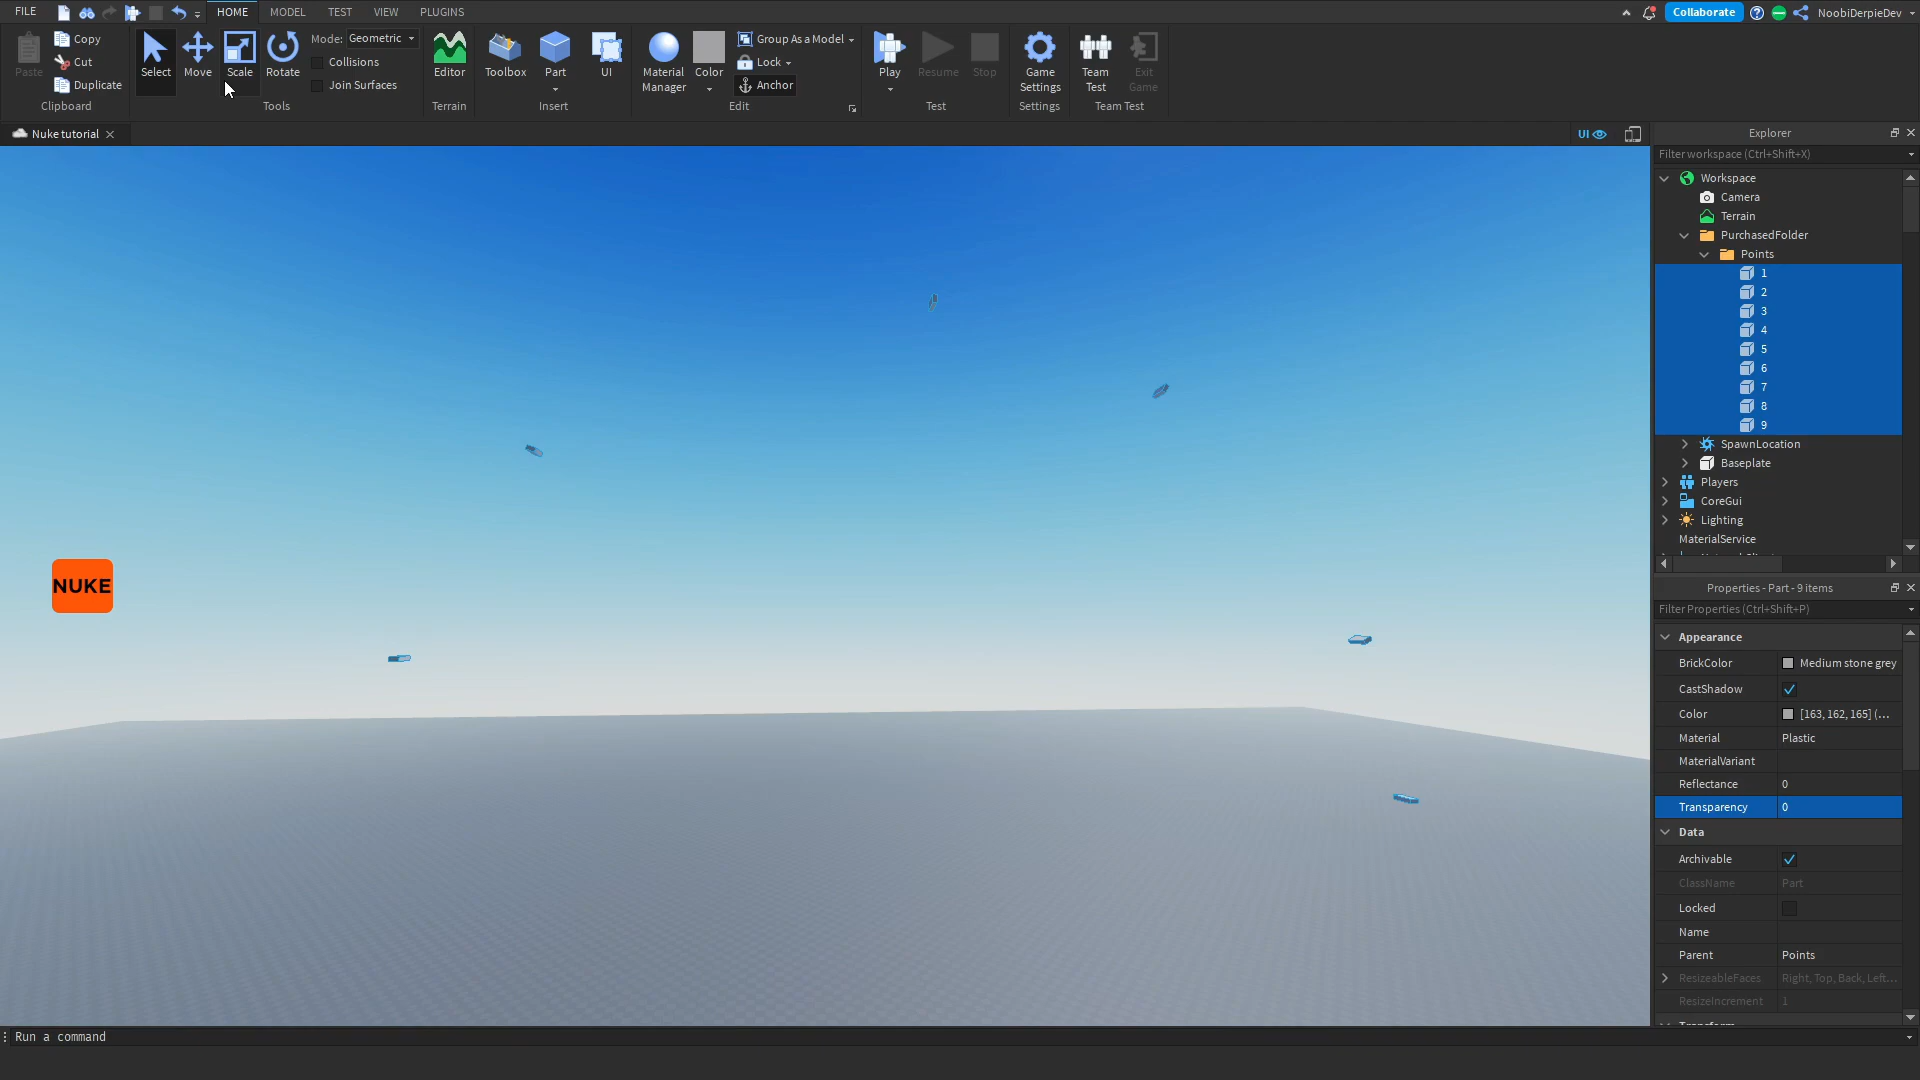 FILE
HOME
MODEL
TEST
VIEW
PLUGINS
Collaborate
NoobiDerpieDev
Paste
Copy
Cut
Duplicate
Clipboard
Select
Move
Scale
Rotate
Mode: Geometric
Collisions
Join Surfaces
Tools
Editor
Terrain
Toolbox
Part
UI
Insert
Material
Manager
Color
Group As a Model
Lock
Anchor
Edit
Play
Resume
Stop
Test
Game
Settings
Settings
Team
Test
Exit
Game
Team Test
Nuke tutorial
UI
NUKE
Explorer
Filter workspace (Ctrl+Shift+X)
Workspace
Camera
Terrain
PurchasedFolder
Points
1
2
3
4
5
6
7
8
9
SpawnLocation
Baseplate
Players
CoreGui
Lighting
MaterialService
Properties - Part - 9 items
Filter Properties (Ctrl+Shift+P)
Appearance
BrickColor Medium stone grey
CastShadow
Color [163, 162, 165] (...
Material Plastic
MaterialVariant
Reflectance 0
Transparency 0
Data
Archivable
ClassName Part
Locked
Name
Parent Points
ResizeableFaces Right, Top, Back, Left...
ResizeIncrement 1
Run a command